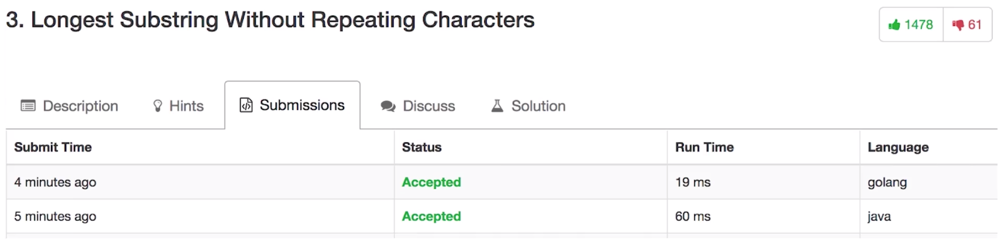 3. Longest Substring Without Repeating Characters
1478 61
Description Hints Submissions Discuss Solution
Submit Time Status Run Time Language
4 minutes ago Accepted 19 ms golang
5 minutes ago Accepted 60 ms java